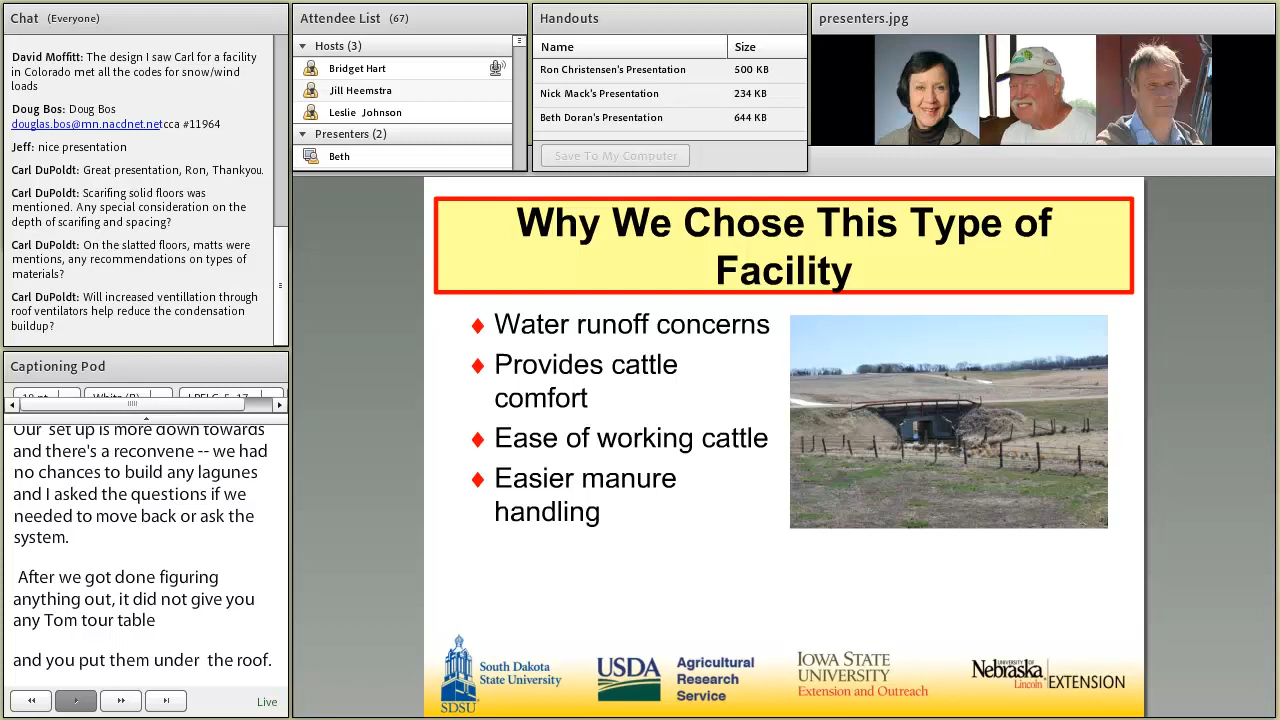 Chat (Everyone)
David Moffitt: The design I saw Carl for a facility
in Colorado met all the codes for snow/wind
loads
Doug Bos: Doug Bos
douglas.bos@mn.nacdnet.netcca #11964
Jeff: nice presentation
Carl DuPoldt: Great presentation, Ron, Thankyou.
Carl DuPoldt: Scarifing solid floors was
mentioned. Any special consideration on the
depth of scarifing and spacing?
Carl DuPoldt: On the slatted floors, matts were
mentions, any recommendations on types of
materials?
Carl DuPoldt: Will increased ventillation through
roof ventilators help reduce the condensation
buildup?
Captioning Pod
Our set up is more down towards
and there's a reconvene -- we had
no chances to build any lagunes
and I asked the questions if we
needed to move back or ask the
system.
After we got done figuring
anything out, it did not give you
any Tom tour table
and you put them under the roof.
Live
Attendee List (67)
Hosts (3)
Bridget Hart
Jill Heemstra
Leslie Johnson
Presenters (2)
Beth
Handouts
Name Size
Ron Christensen's Presentation 500 KB
Nick Mack's Presentation 234 KB
Beth Doran's Presentation 644 KB
Save To My Computer
presenters.jpg
Why We Chose This Type of
Facility
Water runoff concerns
Provides cattle
comfort
Ease of working cattle
Easier manure
handling
SDSU
South Dakota
State University
USDA
Agricultural
Research
Service
IOWA STATE
UNIVERSITY
Extension and Outreach
UNIVERSITY OF
Nebraska
Lincoln
EXTENSION